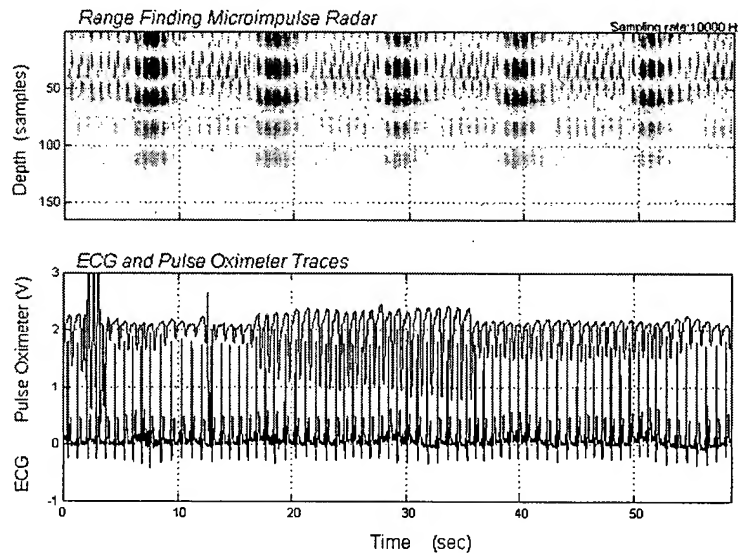 Range Finding Microimpulse Radar
Sampling rate:10000 H
50
100
150
Depth (samples)
ECG and Pulse Oximeter Traces
3
2
1
0
-1
ECG Pulse Oximeter (V)
0 10 20 30 40 50
Time (sec)